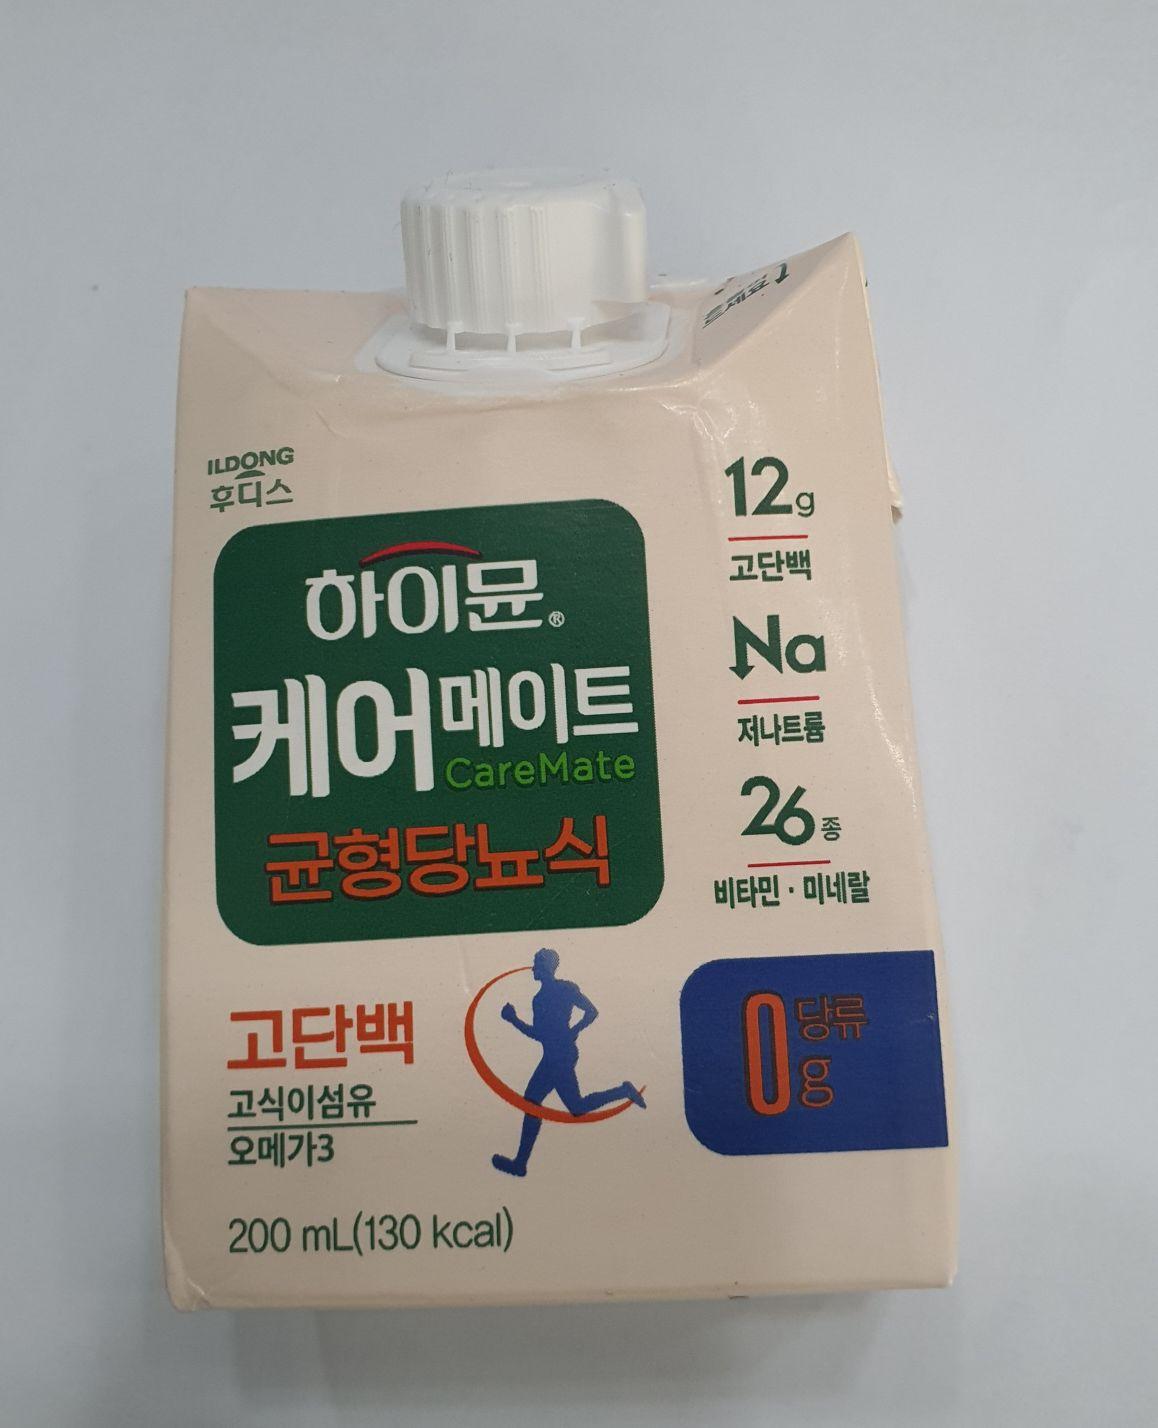 ILDONG
후디스
하이뮨®
케어메이트
CareMate
균형당뇨식
12g
고단백
Na
저나트륨
26종
비타민·미네랄
고단백
고식이섬유
오메가3
0g
당류
200 mL(130 kcal)